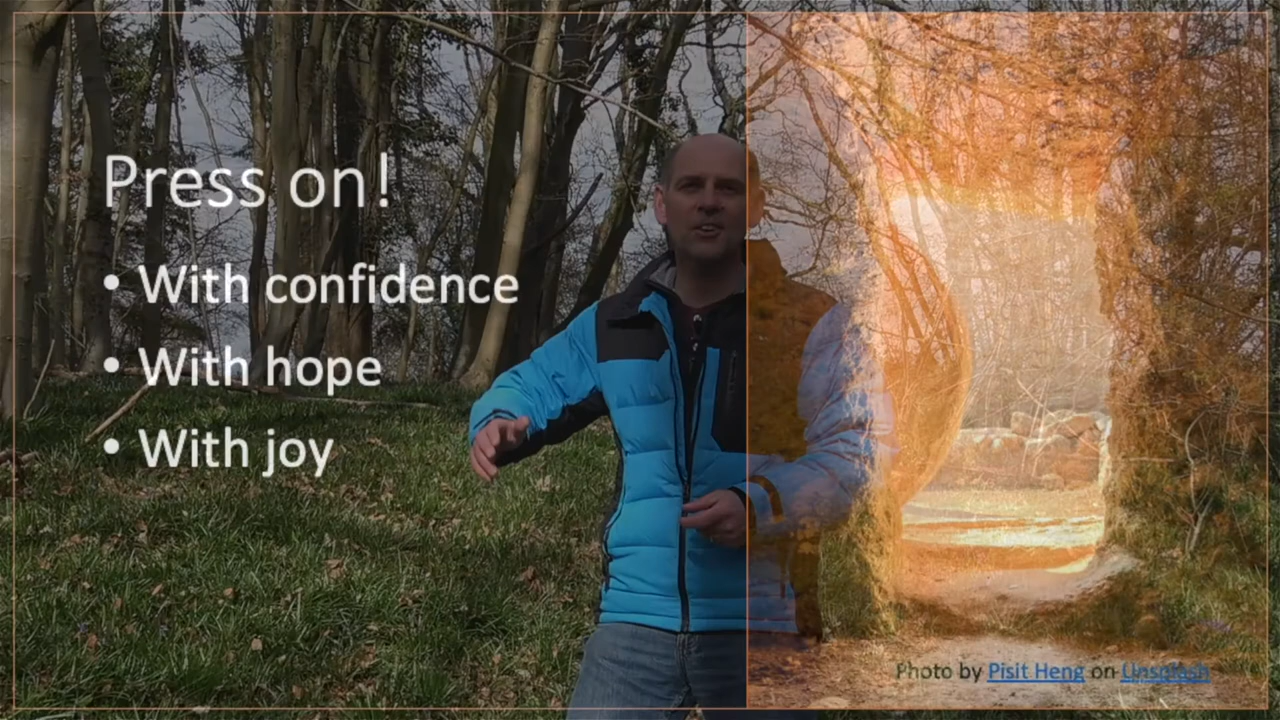 Press on!
• With confidence
• With hope
• With joy
Photo by Pisit Heng on Unsplash